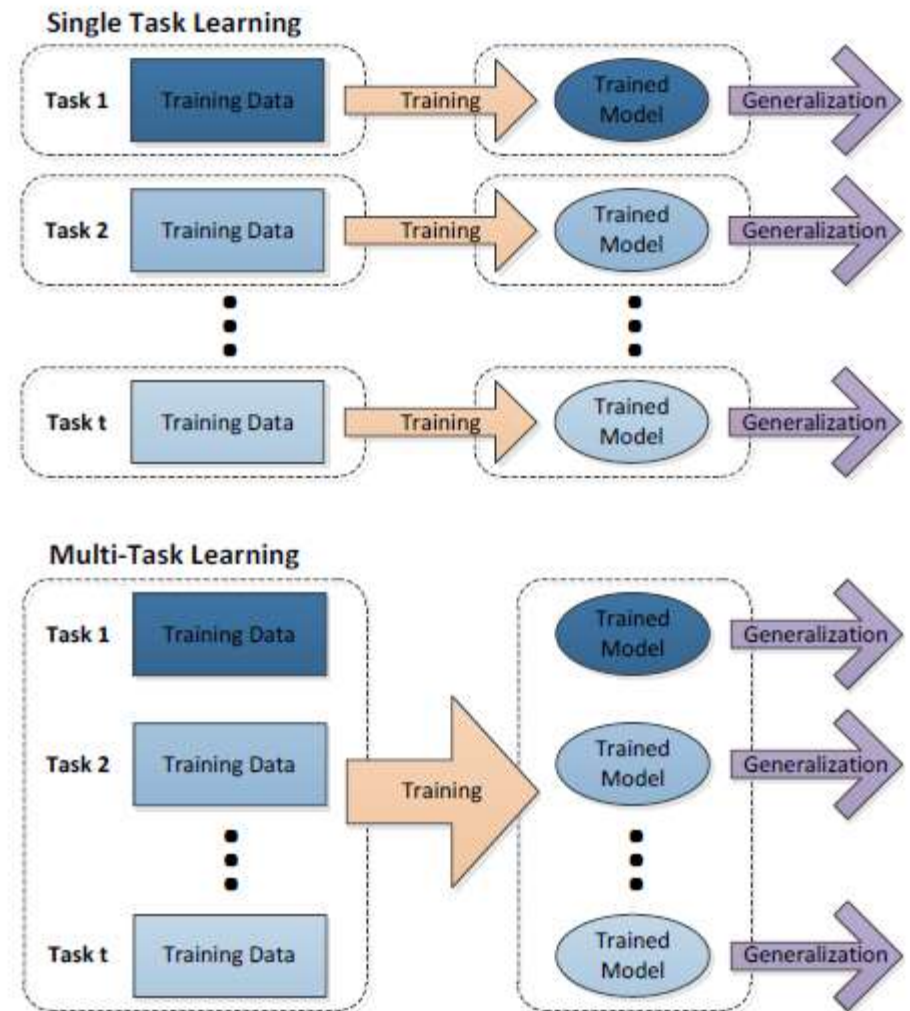 Single Task Learning
Task 1
Training Data
Training
Trained
Model
Generalization
Task 2
Training Data
Training
Trained
Model
Generalization
Task t
Training Data
Training
Trained
Model
Generalization
Multi-Task Learning
Task 1
Training Data
Trained
Model
Generalization
Task 2
Training Data
Training
Trained
Model
Generalization
Task t
Training Data
Trained
Model
Generalization